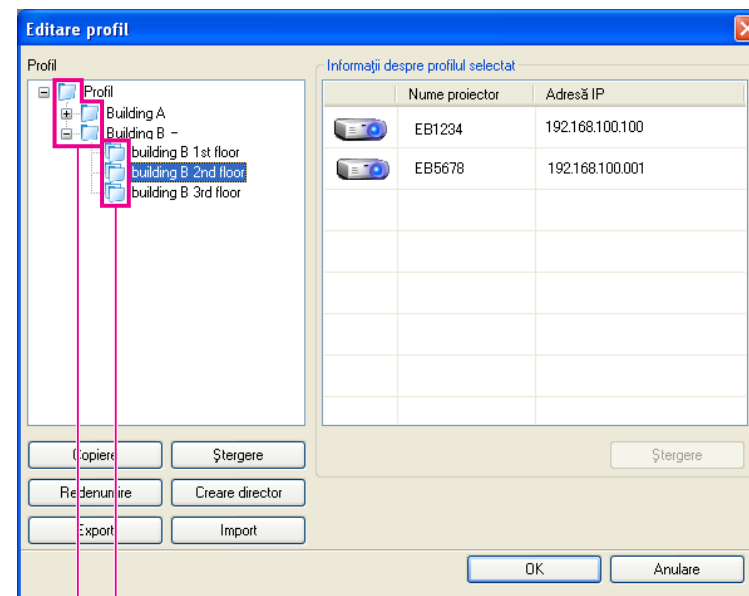 Editare profil
Profil
Profil
Building A
Building B -
building B 1st floor
building B 2nd floor
building B 3rd floor
Informații despre profilul selectat
Nume proiector Adresă IP
EB1234 192.168.100.100
EB5678 192.168.100.001
Copiere Ștergere
Redenumire Creare director
Export Import
Ștergere
OK Anulare